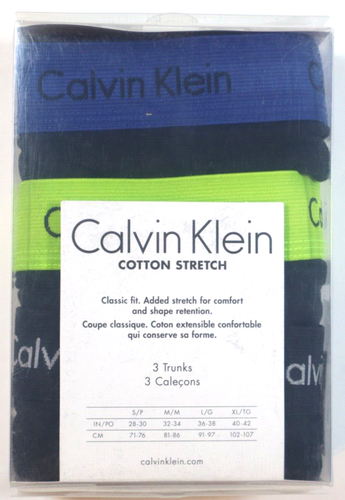 Calvin Klein
Calvin Klein
COTTON STRETCH
Classic fit. Added stretch for comfort
and shape retention.
Coupe classique. Coton extensible confortable
qui conserve sa forme.
3 Trunks
3 Caleçons
S/P M/M L/G XL/TG
IN/PO 28-30 32-34 36-38 40-42
CM 71-76 81-86 91-97 102-107
calvinklein.com